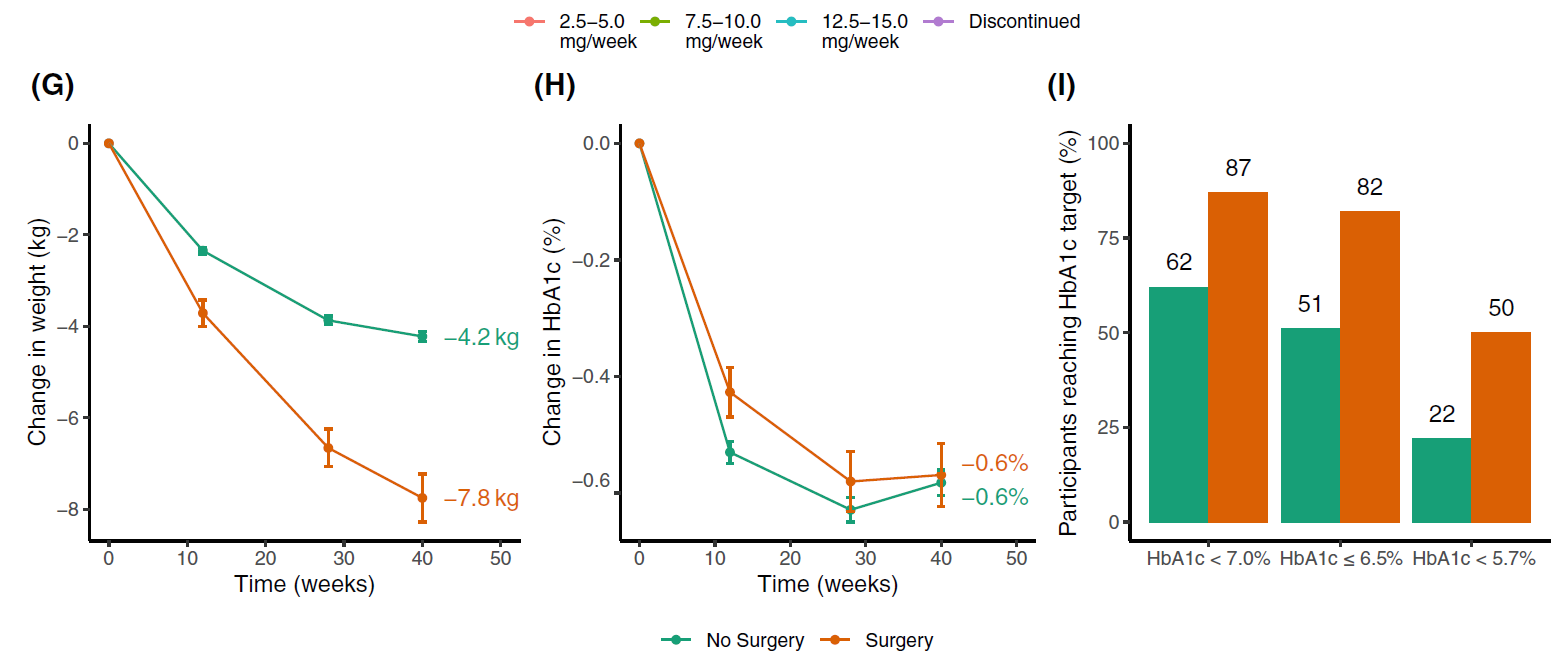 2.5−5.0 mg/week
7.5−10.0 mg/week
12.5−15.0 mg/week
Discontinued
(G)
Change in weight (kg)
0
−2
−4
−6
−8
−4.2 kg
−7.8 kg
0 10 20 30 40 50
Time (weeks)
(H)
Change in HbA1c (%)
0.0
−0.2
−0.4
−0.6
−0.6%
−0.6%
0 10 20 30 40 50
Time (weeks)
(I)
Participants reaching HbA1c target (%)
100
75
50
25
0
62 87
51 82
22 50
HbA1c < 7.0% HbA1c ≤ 6.5% HbA1c < 5.7%
No Surgery Surgery